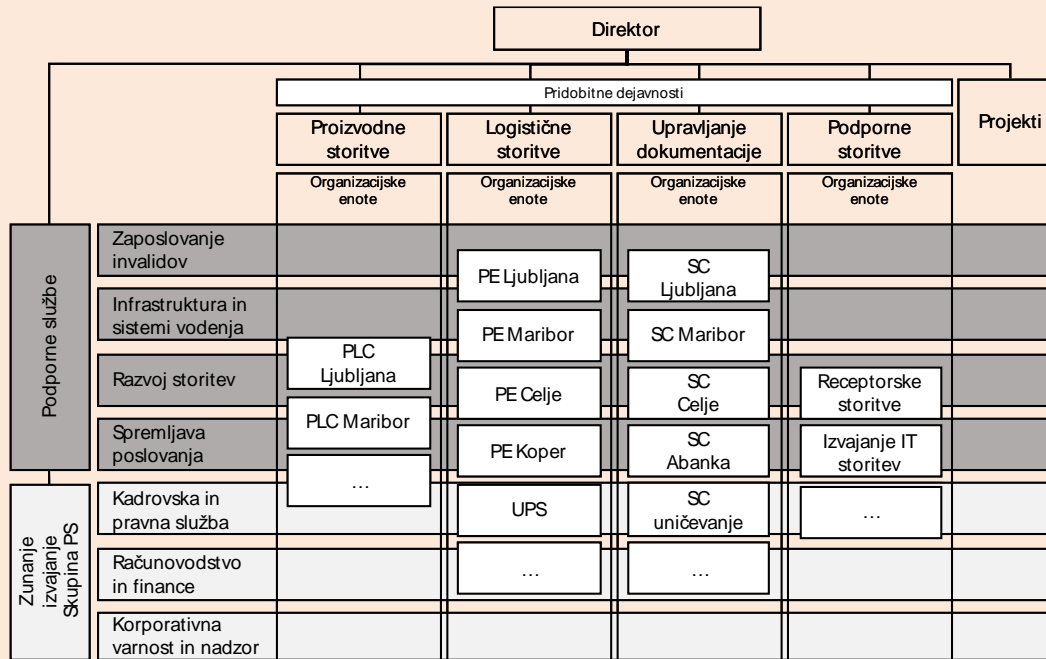 Direktor
Pridobitne dejavnosti
Proizvodne
storitve
Logistične
storitve
Upravljanje
dokumentacije
Podporne
storitve
Projekti
Organizacijske
enote
Organizacijske
enote
Organizacijske
enote
Organizacijske
enote
Podporne službe
Zaposlovanje
invalidov
Infrastruktura in
sistemi vodenja
Razvoj storitev
Spremljava
poslovanja
Zunanje
izvajanje
Skupina PS
Kadrovska in
pravna služba
Računovodstvo
in finance
Korporativna
varnost in nadzor
PLC
Ljubljana
PLC Maribor
…
PE Ljubljana
PE Maribor
PE Celje
PE Koper
UPS
…
SC
Ljubljana
SC Maribor
SC
Celje
SC
Abanka
SC
uničevanje
…
Receptorske
storitve
Izvajanje IT
storitev
…